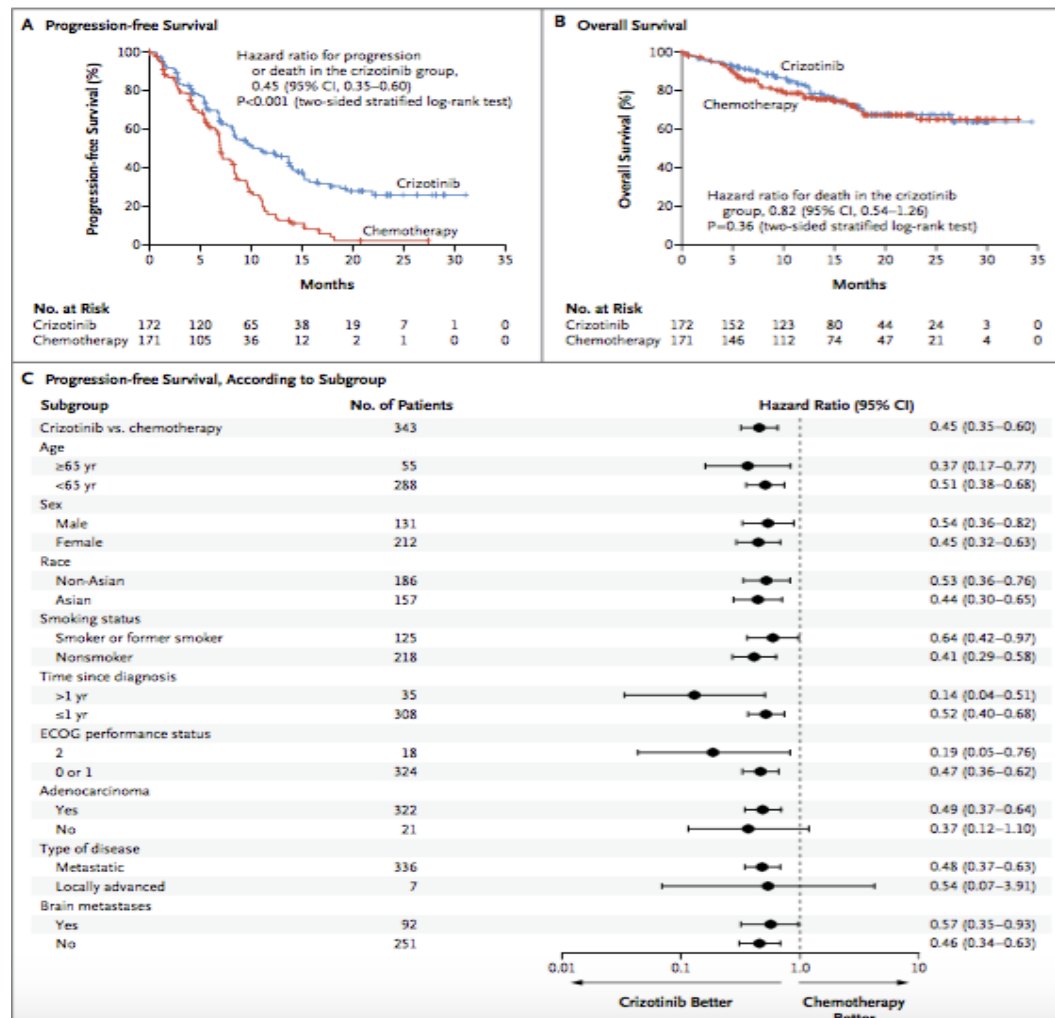 A Progression-free Survival
100
80
60
40
20
0
Progression-free Survival (%)
Hazard ratio for progression
or death in the crizotinib group,
0.45 (95% CI, 0.35–0.60)
P<0.001 (two-sided stratified log-rank test)
Crizotinib
Chemotherapy
0 5 10 15 20 25 30 35
Months
No. at Risk
Crizotinib 172 120 65 38 19 7 1 0
Chemotherapy 171 105 36 12 2 1 0 0
B Overall Survival
100
80
60
40
20
0
Overall Survival (%)
Crizotinib
Chemotherapy
Hazard ratio for death in the crizotinib
group, 0.82 (95% CI, 0.54–1.26)
P=0.36 (two-sided stratified log-rank test)
0 5 10 15 20 25 30 35
Months
No. at Risk
Crizotinib 172 152 123 80 44 24 3 0
Chemotherapy 171 146 112 74 47 21 4 0
C Progression-free Survival, According to Subgroup
Subgroup No. of Patients Hazard Ratio (95% CI)
Crizotinib vs. chemotherapy 343 0.45 (0.35–0.60)
Age
≥65 yr 55 0.37 (0.17–0.77)
<65 yr 288 0.51 (0.38–0.68)
Sex
Male 131 0.54 (0.36–0.82)
Female 212 0.45 (0.32–0.63)
Race
Non-Asian 186 0.53 (0.36–0.76)
Asian 157 0.44 (0.30–0.65)
Smoking status
Smoker or former smoker 125 0.64 (0.42–0.97)
Nonsmoker 218 0.41 (0.29–0.58)
Time since diagnosis
>1 yr 35 0.14 (0.04–0.51)
≤1 yr 308 0.52 (0.40–0.68)
ECOG performance status
2 18 0.19 (0.05–0.76)
0 or 1 324 0.47 (0.36–0.62)
Adenocarcinoma
Yes 322 0.49 (0.37–0.64)
No 21 0.37 (0.12–1.10)
Type of disease
Metastatic 336 0.48 (0.37–0.63)
Locally advanced 7 0.54 (0.07–3.91)
Brain metastases
Yes 92 0.57 (0.35–0.93)
No 251 0.46 (0.34–0.63)
0.01 0.1 1.0 10
Crizotinib Better Chemotherapy
Better